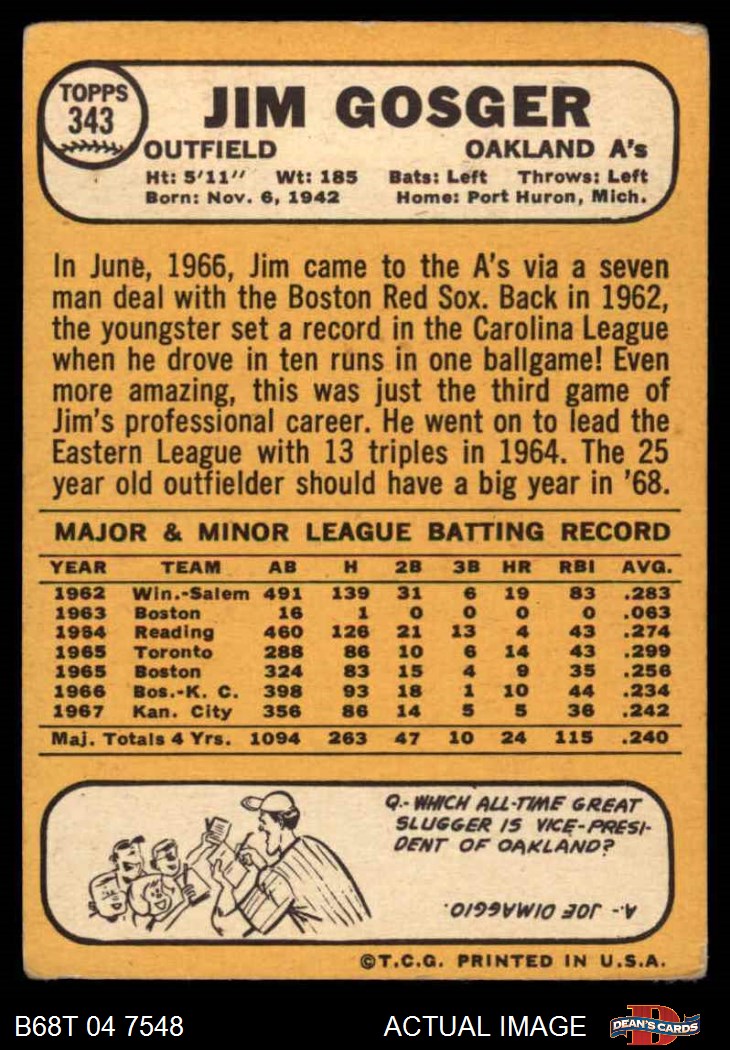 TOPPS
343
JIM GOSGER
OUTFIELD OAKLAND A's
Ht: 5'11" Wt: 185 Bats: Left Throws: Left
Born: Nov. 6, 1942 Home: Port Huron, Mich.
In June, 1966, Jim came to the A's via a seven
man deal with the Boston Red Sox. Back in 1962,
the youngster set a record in the Carolina League
when he drove in ten runs in one ballgame! Even
more amazing, this was just the third game of
Jim's professional career. He went on to lead the
Eastern League with 13 triples in 1964. The 25
year old outfielder should have a big year in '68.
MAJOR & MINOR LEAGUE BATTING RECORD
YEAR TEAM AB H 2B 3B HR RBI AVG.
1962 Win.-Salem 491 139 31 6 19 83 .283
1963 Boston 16 1 0 0 0 0 .063
1964 Reading 460 126 21 13 4 43 .274
1965 Toronto 288 86 10 6 14 43 .299
1965 Boston 324 83 15 4 9 35 .256
1966 Bos.-K. C. 398 93 18 1 10 44 .234
1967 Kan. City 356 86 14 5 5 36 .242
Maj. Totals 4 Yrs. 1094 263 47 10 24 115 .240
Q.- WHICH ALL-TIME GREAT
SLUGGER IS VICE-PRESI-
DENT OF OAKLAND?
A.- JOE DIMAGGIO.
©T.C.G. PRINTED IN U.S.A.
B68T 04 7548 ACTUAL IMAGE DEAN'S CARDS